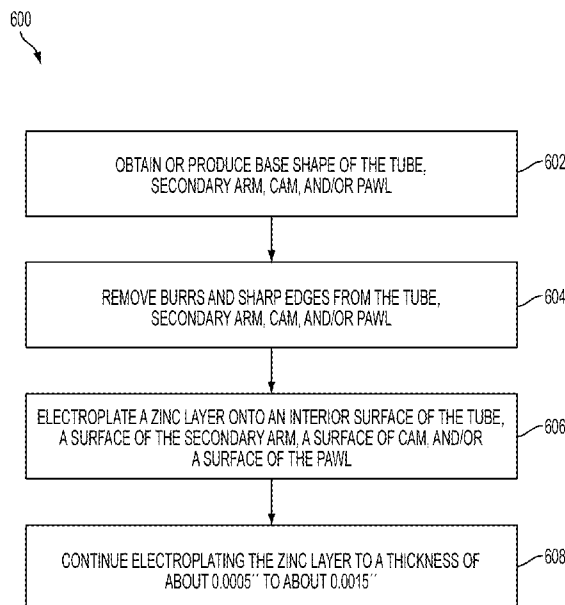 600
OBTAIN OR PRODUCE BASE SHAPE OF THE TUBE,
SECONDARY ARM, CAM, AND/OR PAWL
602
REMOVE BURRS AND SHARP EDGES FROM THE TUBE,
SECONDARY ARM, CAM, AND/OR PAWL
604
ELECTROPLATE A ZINC LAYER ONTO AN INTERIOR SURFACE OF THE TUBE,
A SURFACE OF THE SECONDARY ARM, A SURFACE OF CAM, AND/OR
A SURFACE OF THE PAWL
606
CONTINUE ELECTROPLATING THE ZINC LAYER TO A THICKNESS OF
ABOUT 0.0005´´ TO ABOUT 0.0015´´
608